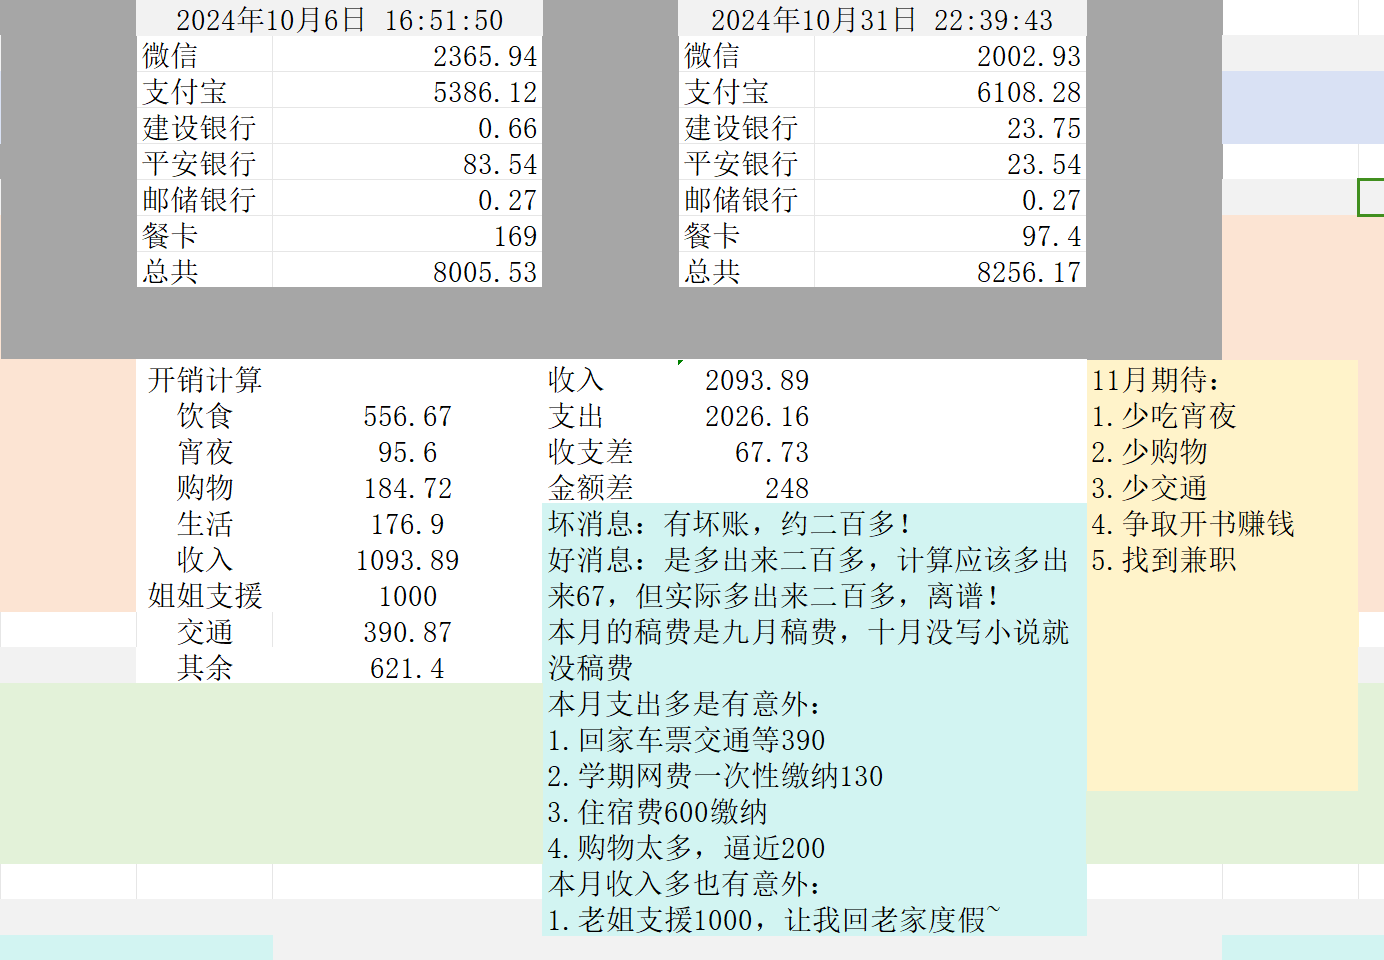 2024年10月6日 16:51:50
微信 2365.94
支付宝 5386.12
建设银行 0.66
平安银行 83.54
邮储银行 0.27
餐卡 169
总共 8005.53
2024年10月31日 22:39:43
微信 2002.93
支付宝 6108.28
建设银行 23.75
平安银行 23.54
邮储银行 0.27
餐卡 97.4
总共 8256.17
开销计算
饮食 556.67
宵夜 95.6
购物 184.72
生活 176.9
收入 1093.89
姐姐支援 1000
交通 390.87
其余 621.4
收入 2093.89
支出 2026.16
收支差 67.73
金额差 248
坏消息：有坏账，约二百多！
好消息：是多出来二百多，计算应该多出
来67，但实际多出来二百多，离谱！
本月的稿费是九月稿费，十月没写小说就
没稿费
本月支出多是有意外：
1.回家车票交通等390
2.学期网费一次性缴纳130
3.住宿费600缴纳
4.购物太多，逼近200
本月收入多也有意外：
1.老姐支援1000，让我回老家度假~
11月期待：
1.少吃宵夜
2.少购物
3.少交通
4.争取开书赚钱
5.找到兼职